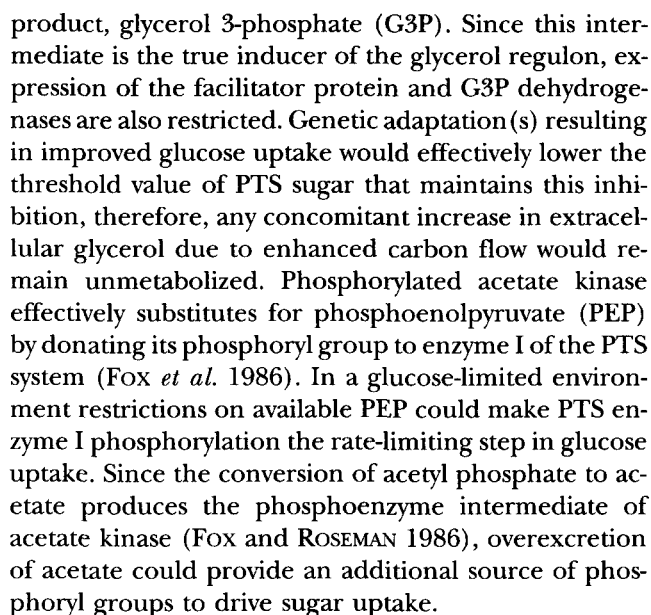 product, glycerol 3-phosphate (G3P). Since this inter-
mediate is the true inducer of the glycerol regulon, ex-
pression of the facilitator protein and G3P dehydroge-
nases are also restricted. Genetic adaptation(s) resulting
in improved glucose uptake would effectively lower the
threshold value of PTS sugar that maintains this inhi-
bition, therefore, any concomitant increase in extracel-
lular glycerol due to enhanced carbon flow would re-
main unmetabolized. Phosphorylated acetate kinase
effectively substitutes for phosphoenolpyruvate (PEP)
by donating its phosphoryl group to enzyme I of the PTS
system (FOX et al. 1986). In a glucose-limited environ-
ment restrictions on available PEP could make PTS en-
zyme I phosphorylation the rate-limiting step in glucose
uptake. Since the conversion of acetyl phosphate to ac-
etate produces the phosphoenzyme intermediate of
acetate kinase (FOX and ROSEMAN 1986), overexcretion
of acetate could provide an additional source of phos-
phoryl groups to drive sugar uptake.